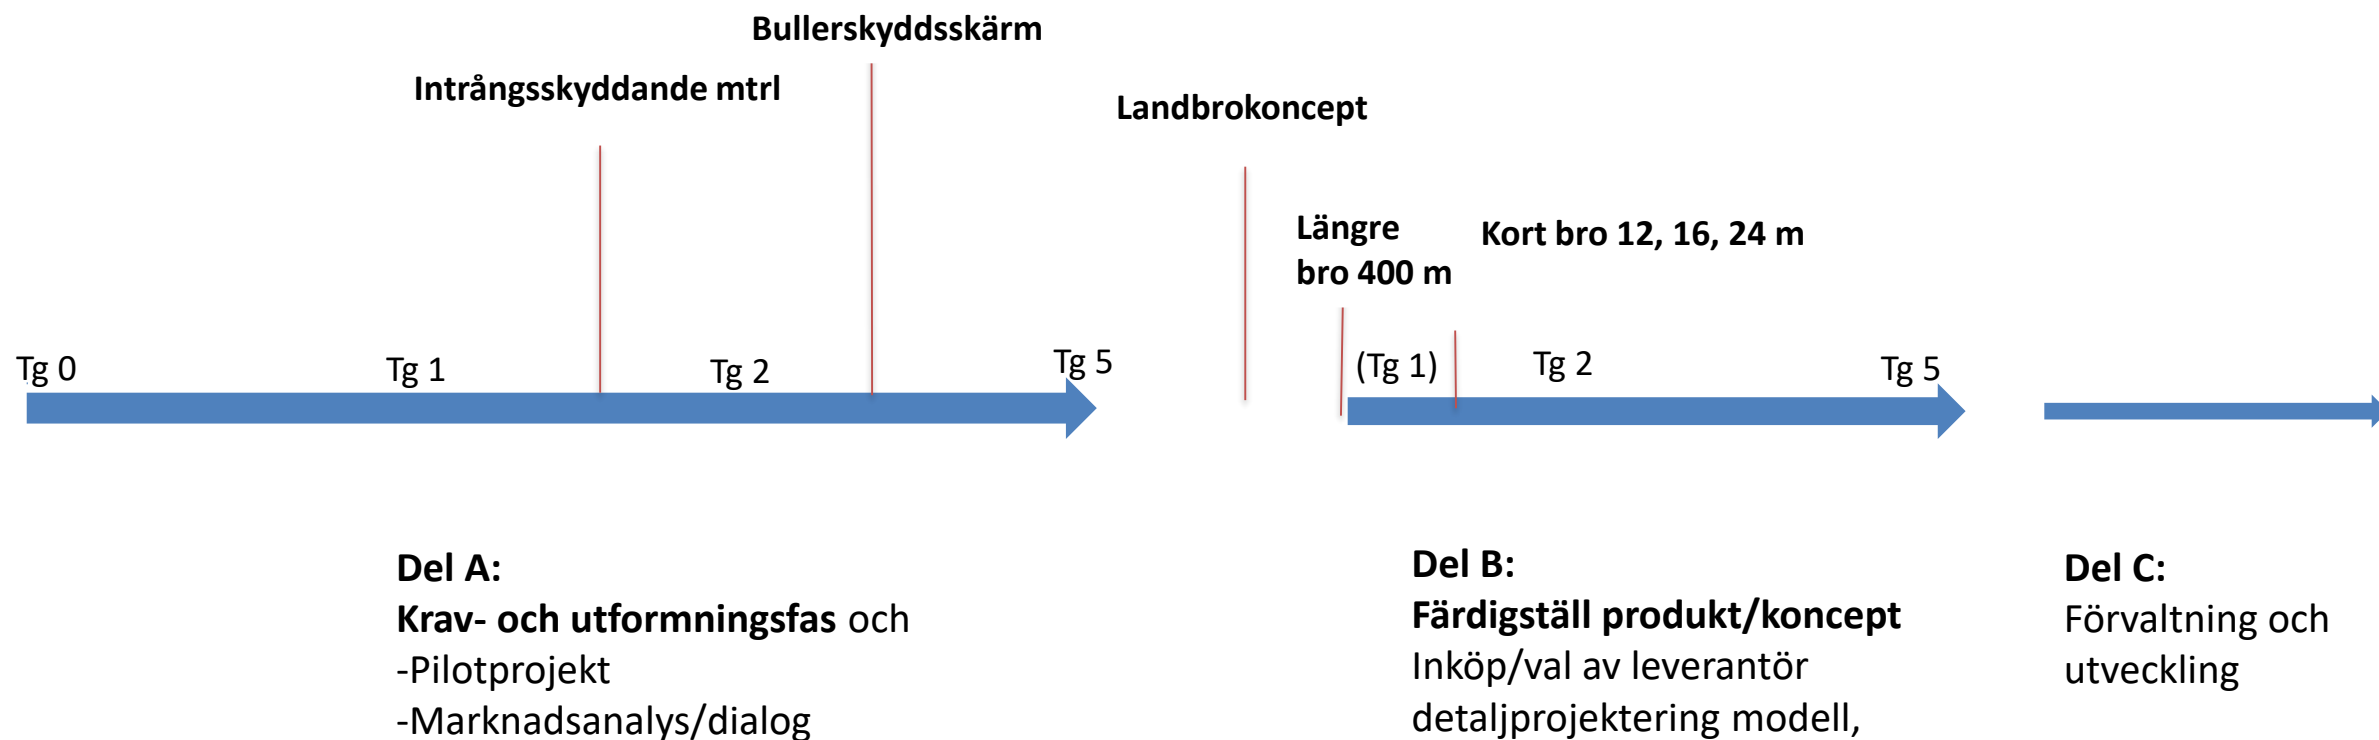 Bullerskyddsskärm
Intrångsskyddande mtrl
Landbrokoncept
Längre
bro 400 m
Kort bro 12, 16, 24 m
Tg 0
Tg 1
Tg 2
Tg 5
(Tg 1)
Tg 2
Tg 5
Del A:
Krav- och utformningsfas och
-Pilotprojekt
-Marknadsanalys/dialog
Del B:
Färdigställ produkt/koncept
Inköp/val av leverantör
detaljprojektering modell,
Del C:
Förvaltning och
utveckling